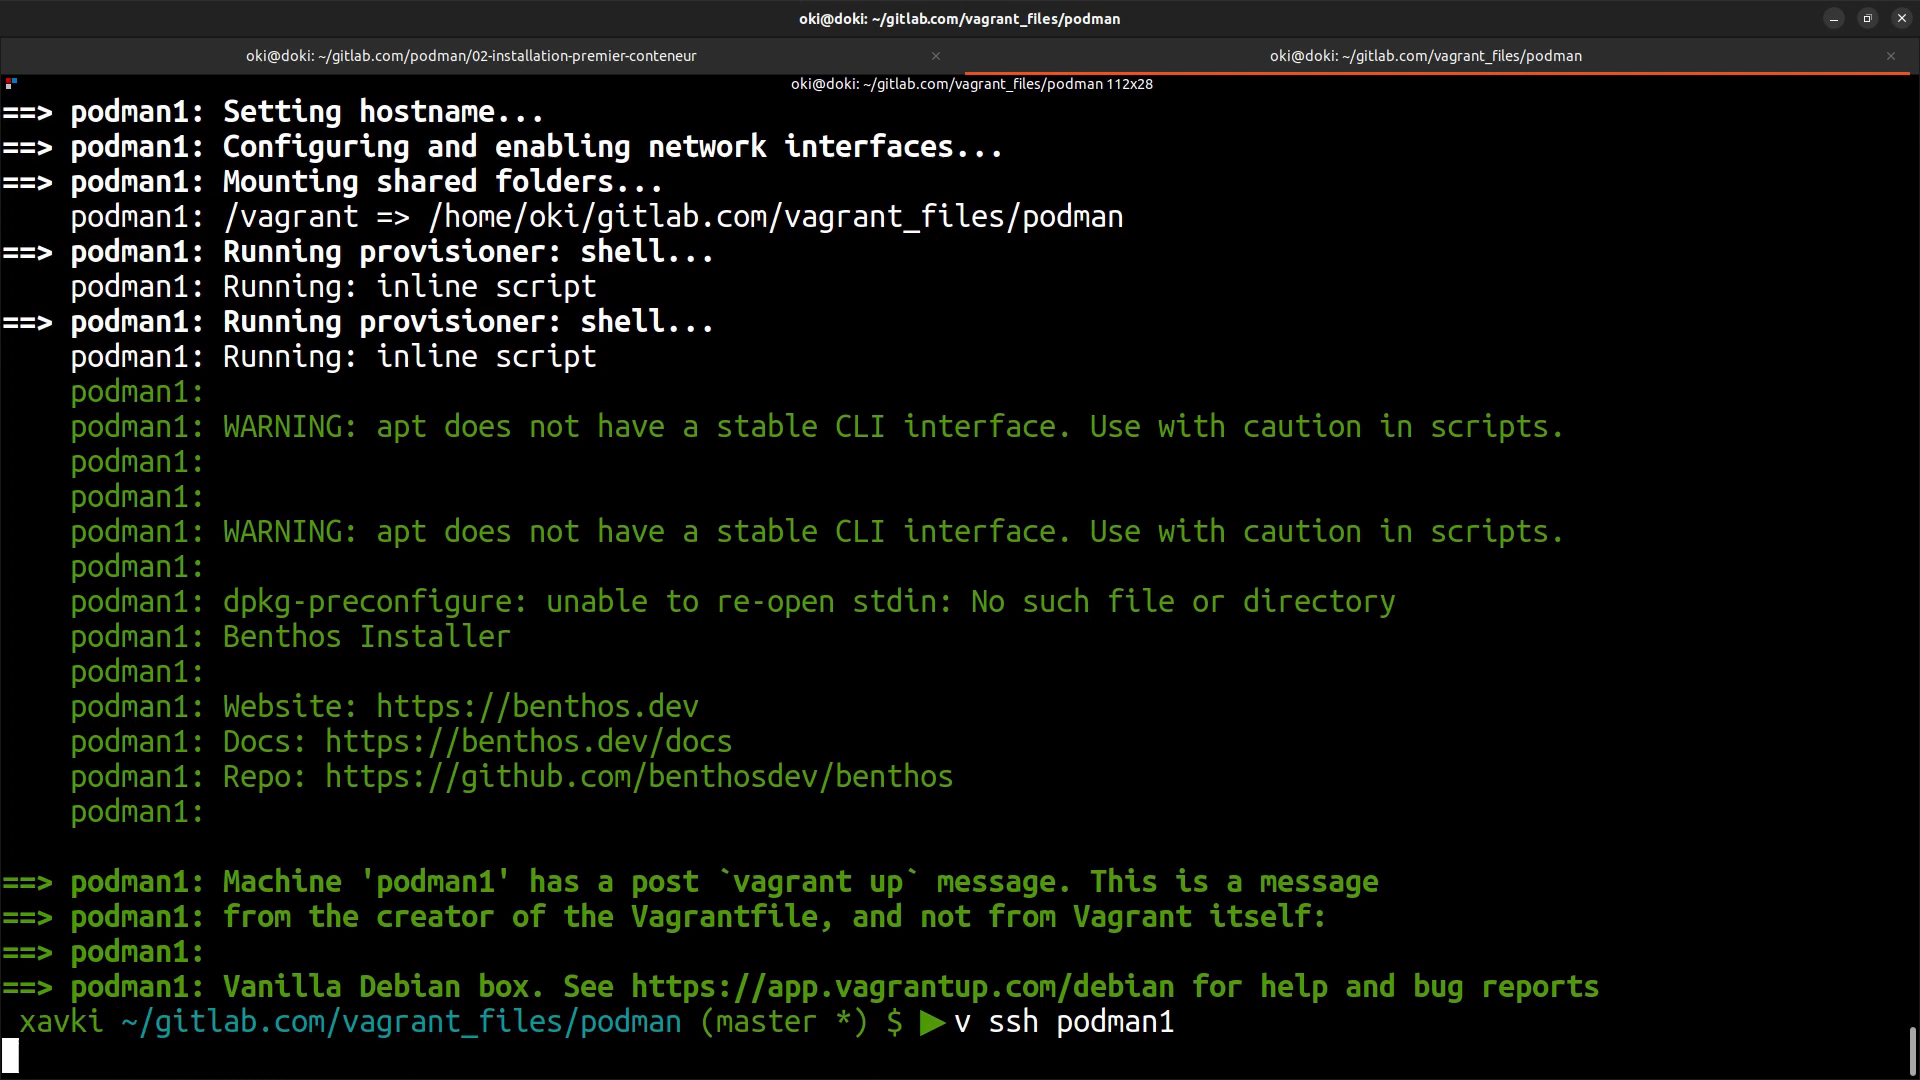 oki@doki: ~/gitlab.com/vagrant_files/podman
oki@doki: ~/gitlab.com/podman/02-installation-premier-conteneur
oki@doki: ~/gitlab.com/vagrant_files/podman
oki@doki: ~/gitlab.com/vagrant_files/podman 112x28
==> podman1: Setting hostname...
==> podman1: Configuring and enabling network interfaces...
==> podman1: Mounting shared folders...
    podman1: /vagrant => /home/oki/gitlab.com/vagrant_files/podman
==> podman1: Running provisioner: shell...
    podman1: Running: inline script
==> podman1: Running provisioner: shell...
    podman1: Running: inline script
    podman1:
    podman1: WARNING: apt does not have a stable CLI interface. Use with caution in scripts.
    podman1:
    podman1:
    podman1: WARNING: apt does not have a stable CLI interface. Use with caution in scripts.
    podman1:
    podman1: dpkg-preconfigure: unable to re-open stdin: No such file or directory
    podman1: Benthos Installer
    podman1:
    podman1: Website: https://benthos.dev
    podman1: Docs: https://benthos.dev/docs
    podman1: Repo: https://github.com/benthosdev/benthos
    podman1:
==> podman1: Machine 'podman1' has a post `vagrant up` message. This is a message
==> podman1: from the creator of the Vagrantfile, and not from Vagrant itself:
==> podman1:
==> podman1: Vanilla Debian box. See https://app.vagrantup.com/debian for help and bug reports
xavki ~/gitlab.com/vagrant_files/podman (master *) $ ▶v ssh podman1